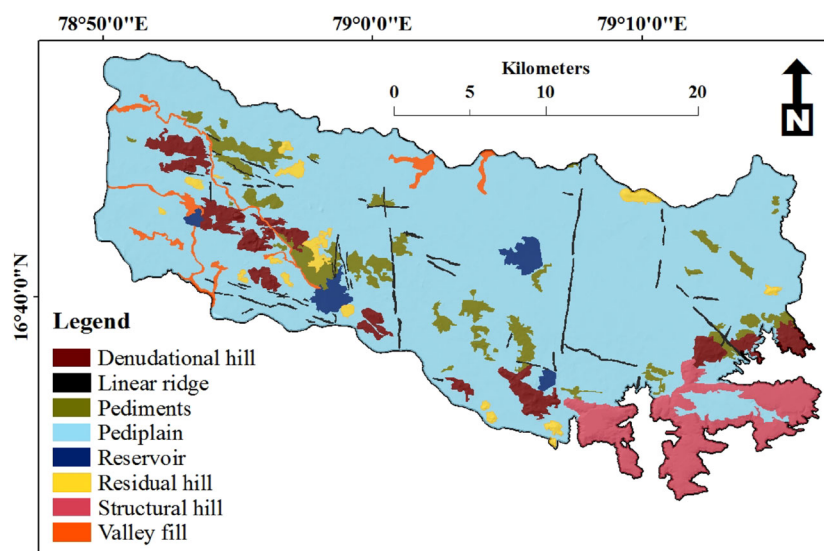 78°50'0"E 79°0'0"E 79°10'0"E
Kilometers
0 5 10 20
N
16°40'0"N
Legend
Denudational hill
Linear ridge
Pediments
Pediplain
Reservoir
Residual hill
Structural hill
Valley fill